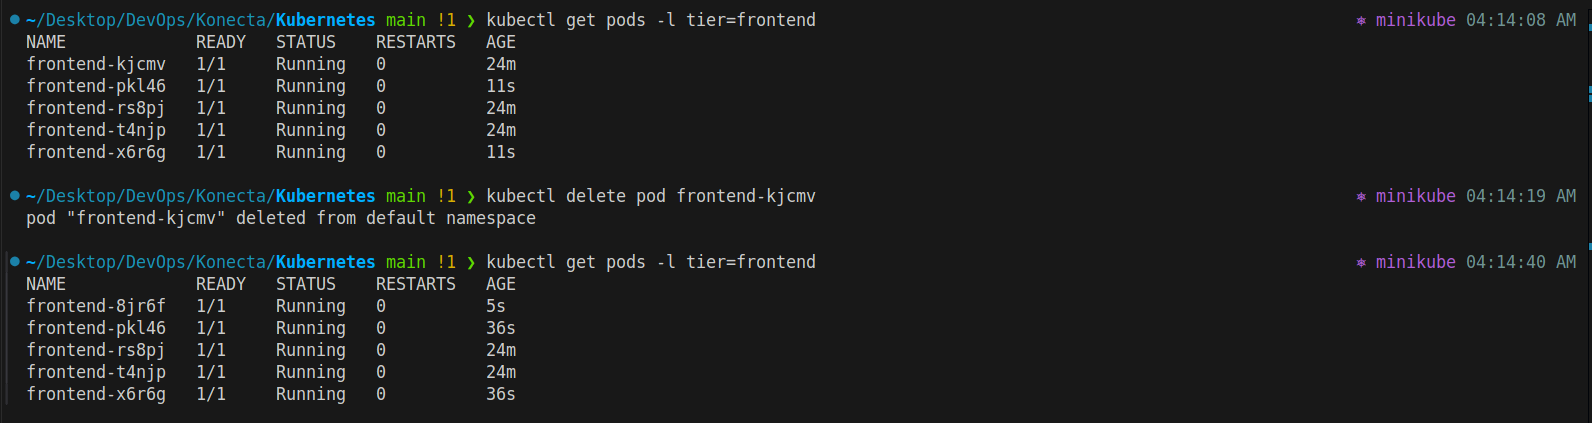 ~/Desktop/DevOps/Konecta/Kubernetes main !1 ❯ kubectl get pods -l tier=frontend ⎈ minikube 04:14:08 AM
NAME READY STATUS RESTARTS AGE
frontend-kjcmv 1/1 Running 0 24m
frontend-pkl46 1/1 Running 0 11s
frontend-rs8pj 1/1 Running 0 24m
frontend-t4njp 1/1 Running 0 24m
frontend-x6r6g 1/1 Running 0 11s
~/Desktop/DevOps/Konecta/Kubernetes main !1 ❯ kubectl delete pod frontend-kjcmv ⎈ minikube 04:14:19 AM
pod "frontend-kjcmv" deleted from default namespace
~/Desktop/DevOps/Konecta/Kubernetes main !1 ❯ kubectl get pods -l tier=frontend ⎈ minikube 04:14:40 AM
NAME READY STATUS RESTARTS AGE
frontend-8jr6f 1/1 Running 0 5s
frontend-pkl46 1/1 Running 0 36s
frontend-rs8pj 1/1 Running 0 24m
frontend-t4njp 1/1 Running 0 24m
frontend-x6r6g 1/1 Running 0 36s